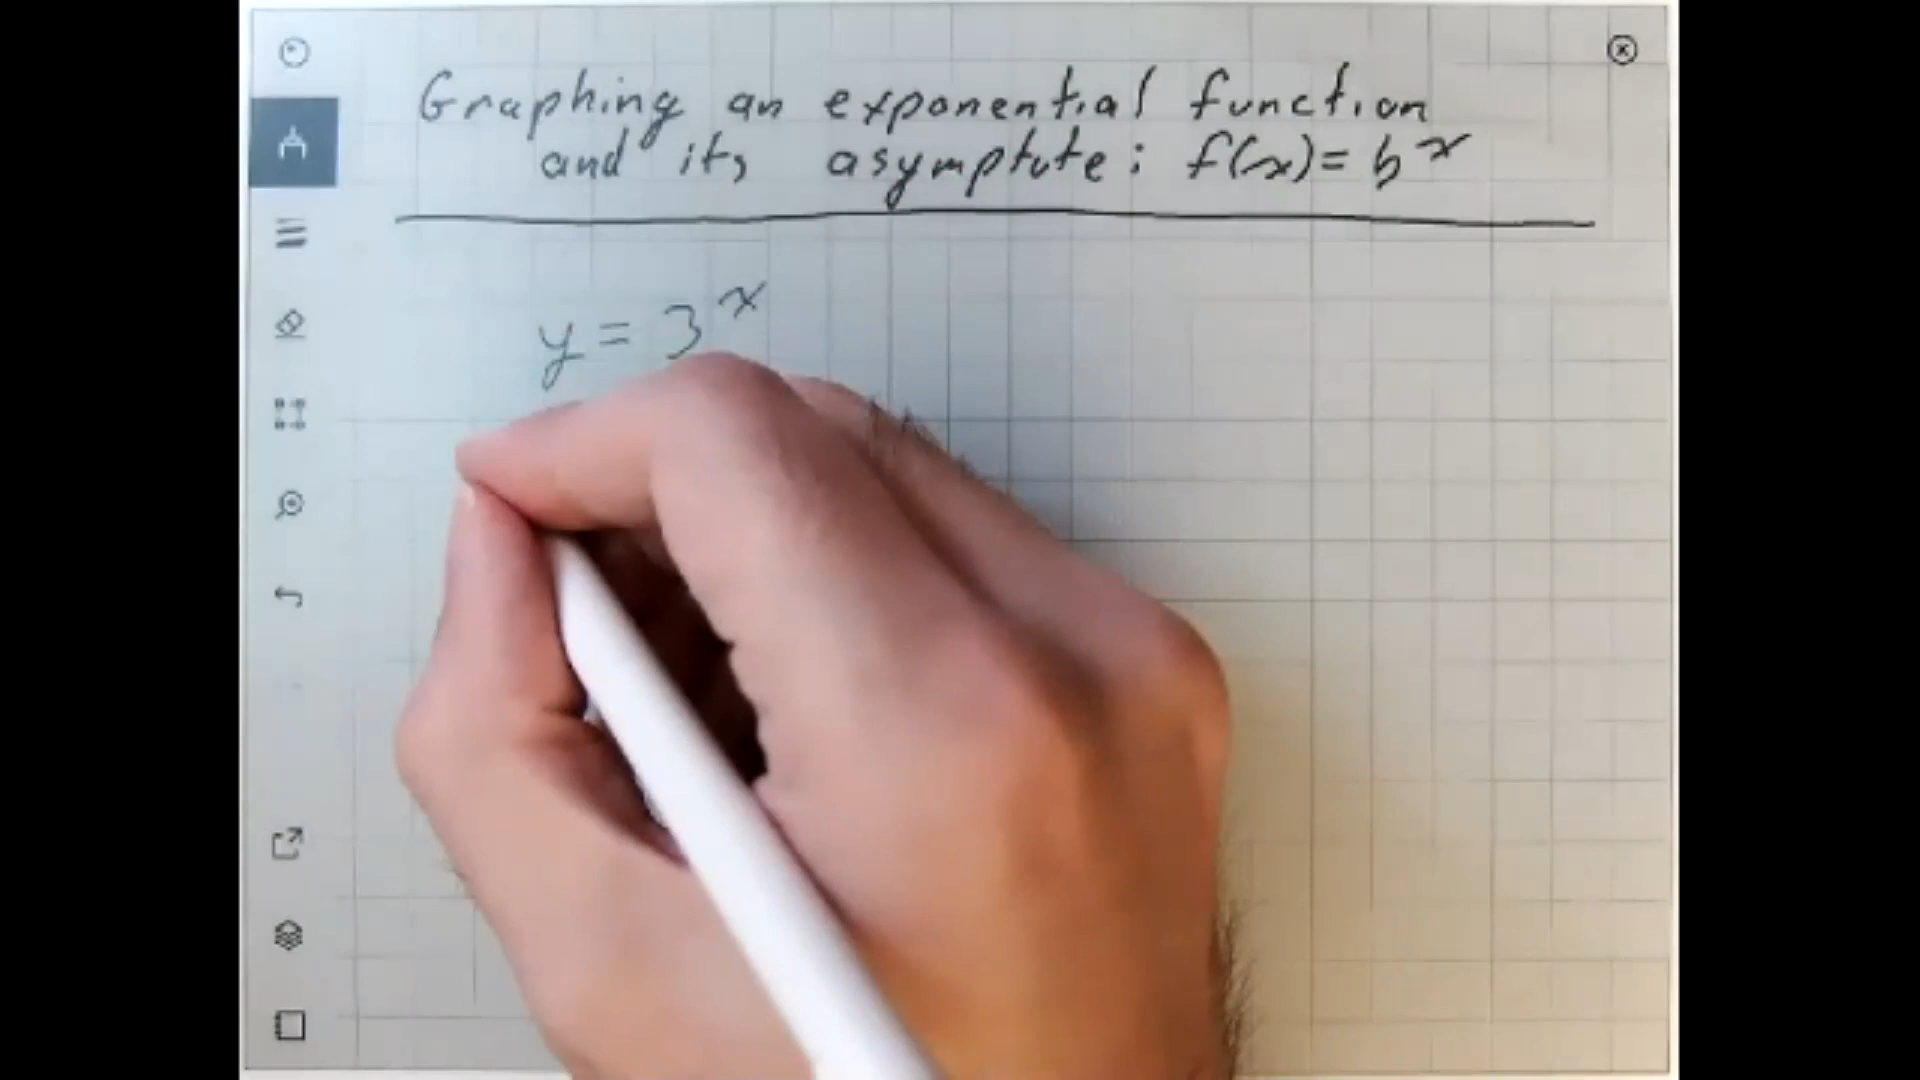 Graphing an exponential function
and its asymptote: f(x)= b^x
y = 3^x